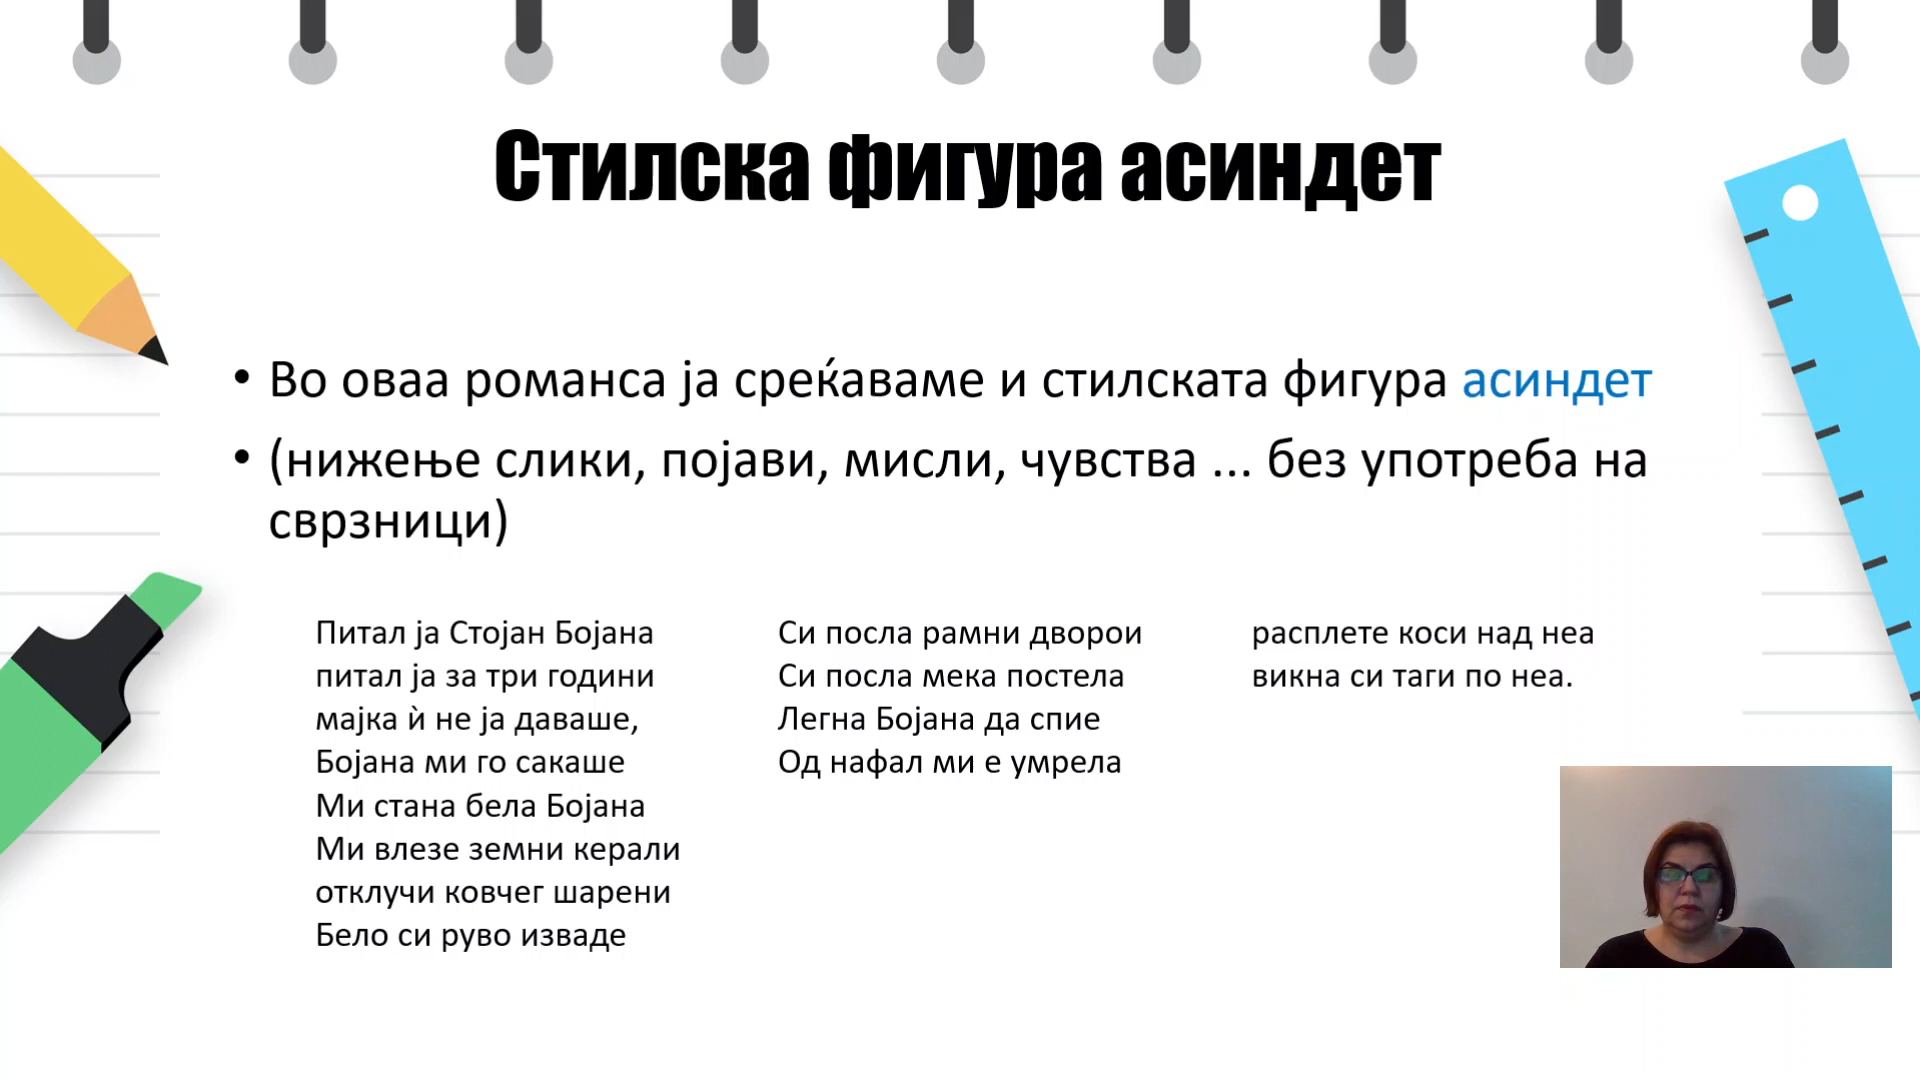 Стилска фигура асиндет
• Во оваа романса ја среќаваме и стилската фигура асиндет
• (нижење слики, појави, мисли, чувства ... без употреба на
сврзници)
Питал ја Стојан Бојана
питал ја за три години
мајка ѝ не ја даваше,
Бојана ми го сакаше
Ми стана бела Бојана
Ми влезе земни керали
отклучи ковчег шарени
Бело си руво изваде
Си посла рамни дворои
Си посла мека постела
Легна Бојана да спие
Од нафал ми е умрела
расплете коси над неа
викна си таги по неа.